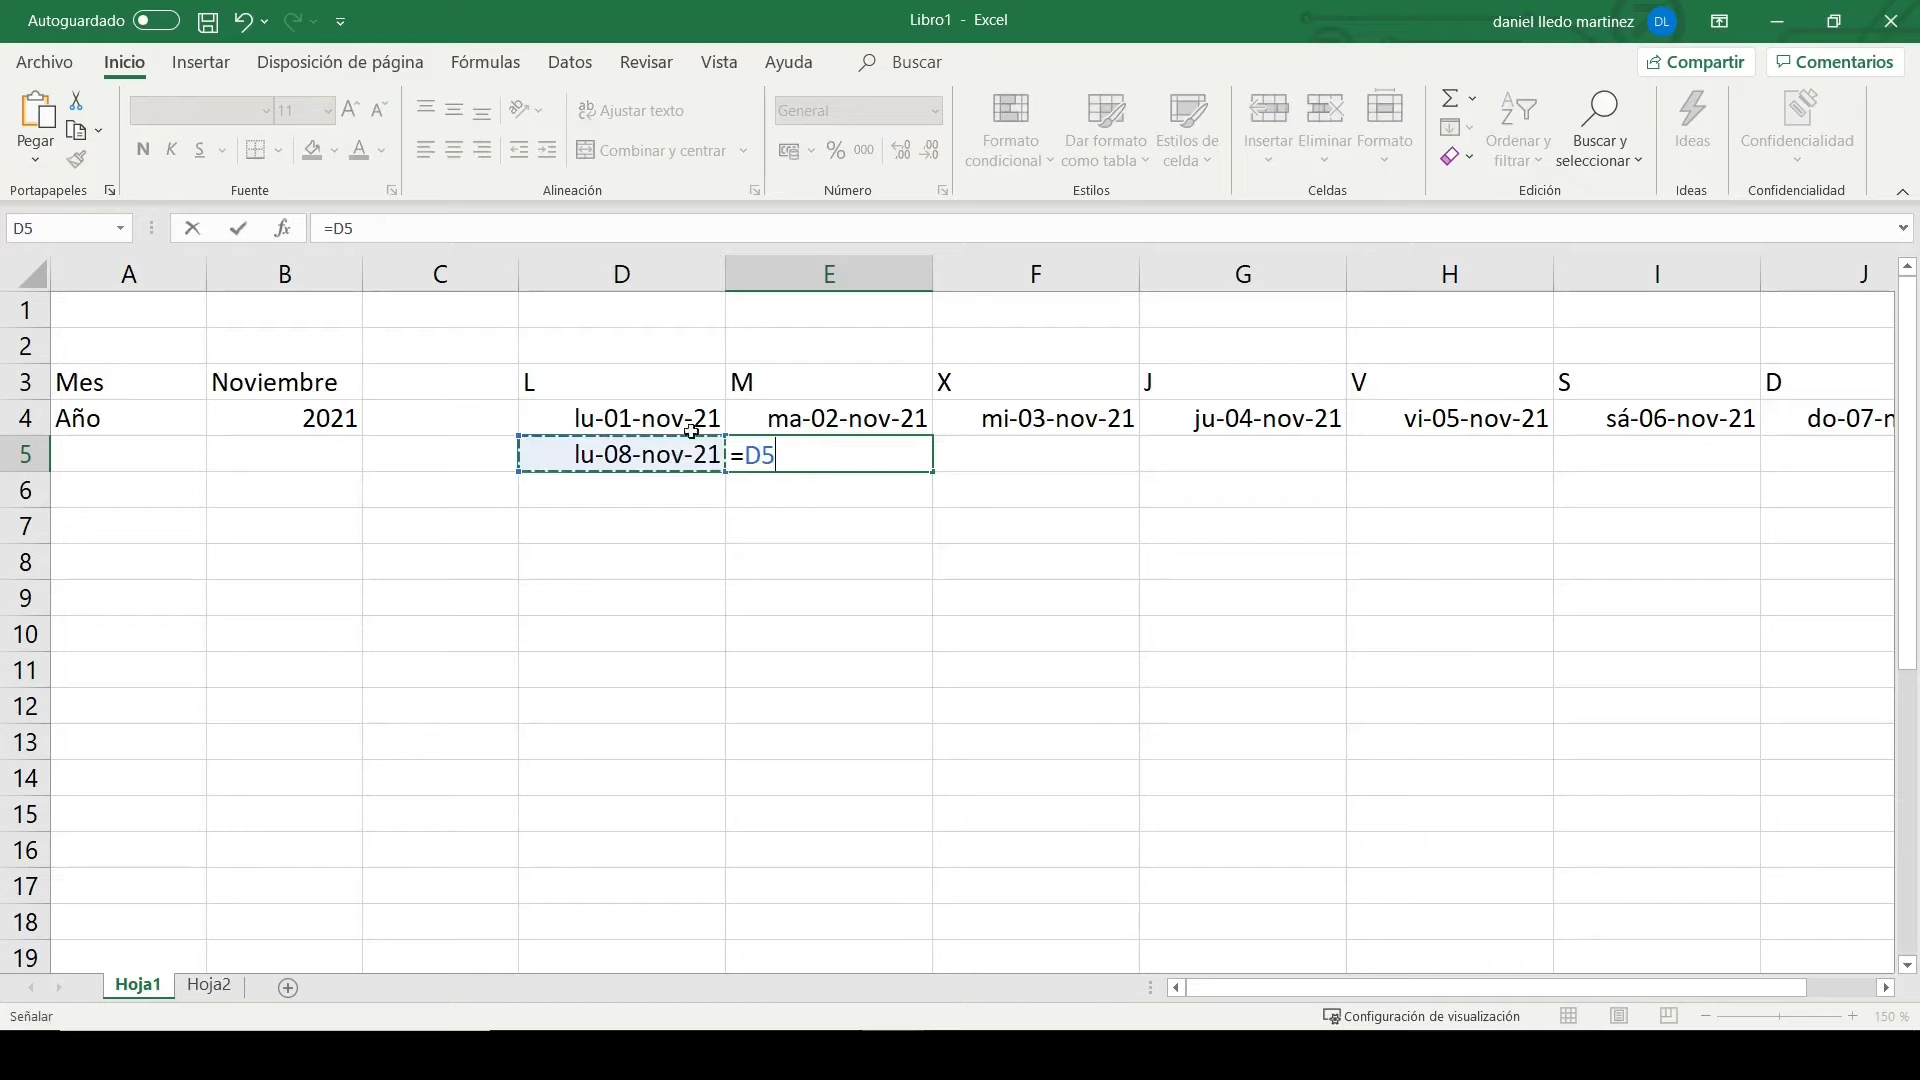 Autoguardado
Libro1 - Excel
daniel lledo martinez
DL
Archivo
Inicio
Insertar
Disposición de página
Fórmulas
Datos
Revisar
Vista
Ayuda
Buscar
Compartir
Comentarios
Pegar
11
N K S
Ajustar texto
Combinar y centrar
General
% 000
Formato condicional
Dar formato como tabla
Estilos de celda
Insertar
Eliminar
Formato
Ordenar y filtrar
Buscar y seleccionar
Ideas
Confidencialidad
Portapapeles
Fuente
Alineación
Número
Estilos
Celdas
Edición
Ideas
Confidencialidad
D5
fx
=D5
A B C D E F G H I J
1
2
3 Mes Noviembre L M X J V S D
4 Año 2021 lu-01-nov-21 ma-02-nov-21 mi-03-nov-21 ju-04-nov-21 vi-05-nov-21 sá-06-nov-21 do-07-n
5 lu-08-nov-21 =D5
6
7
8
9
10
11
12
13
14
15
16
17
18
19
Hoja1
Hoja2
Señalar
Configuración de visualización
150 %